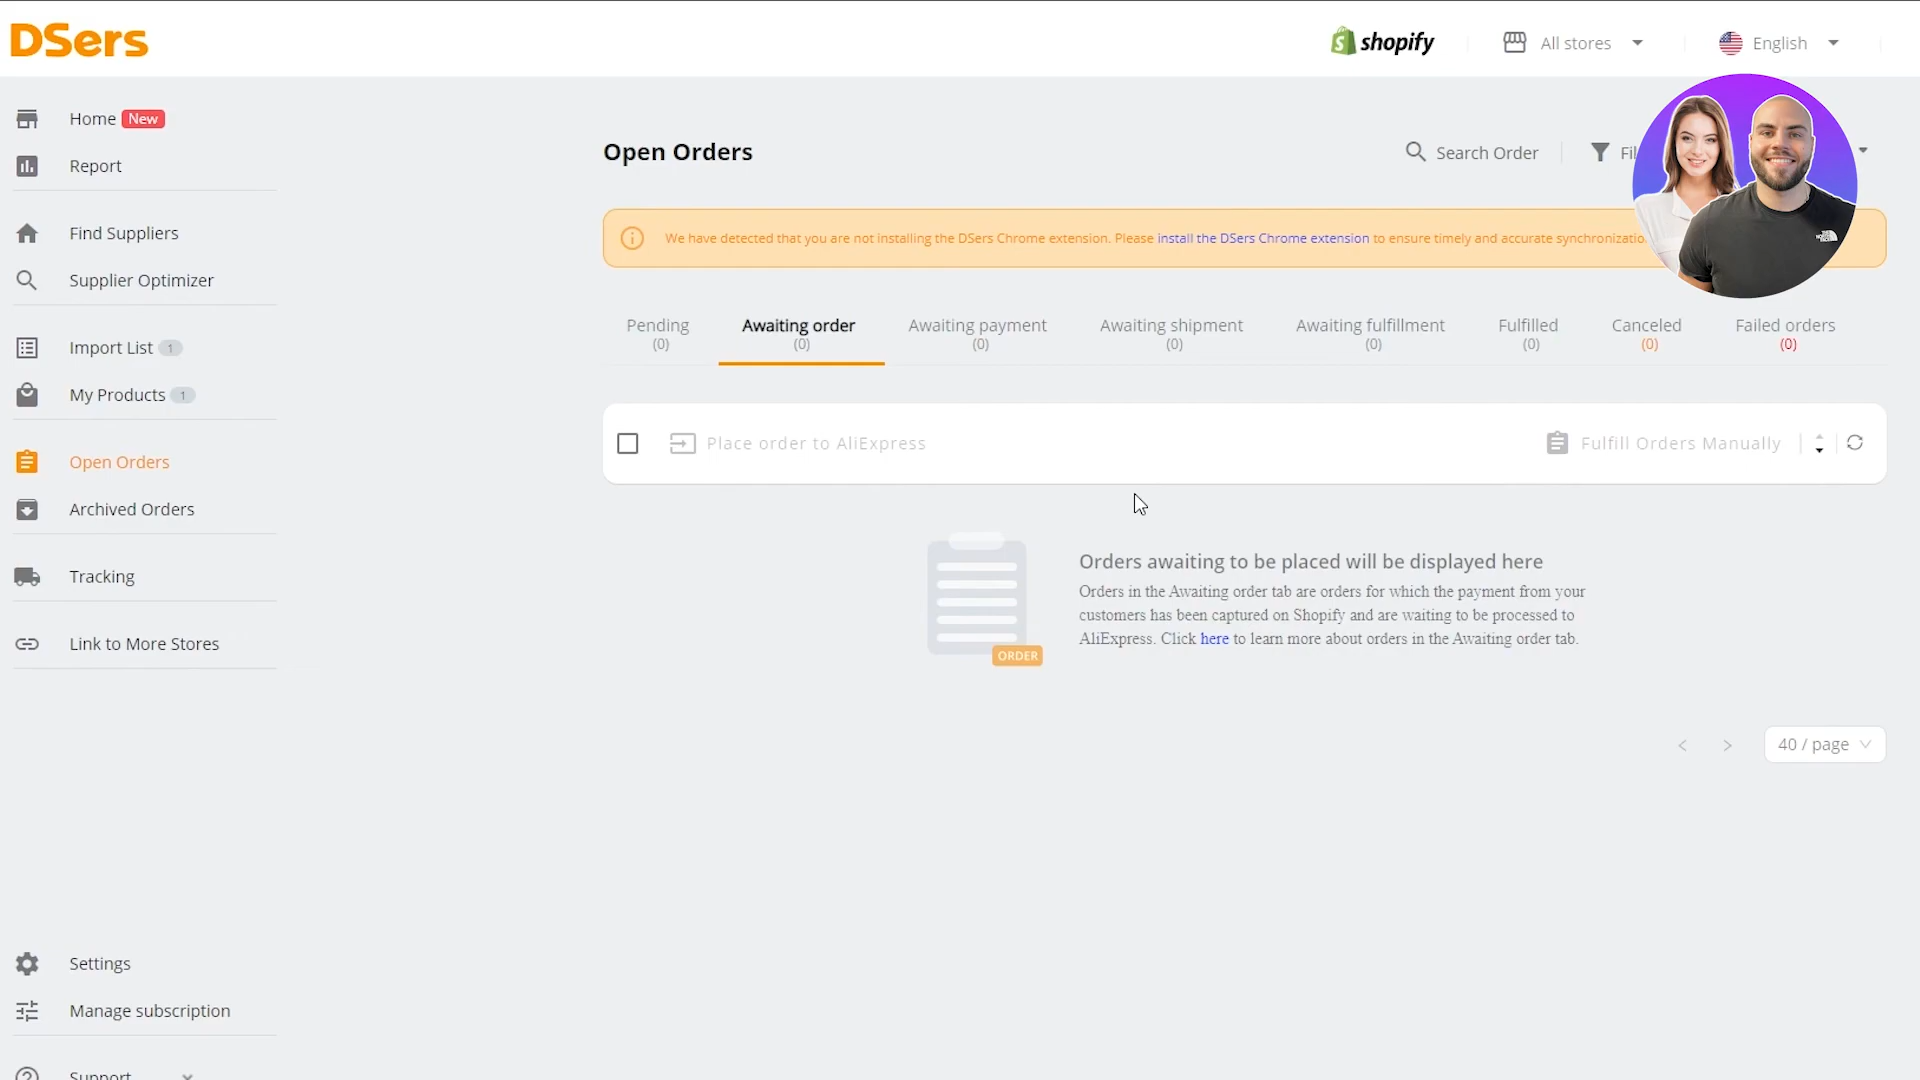 DSers
shopify
All stores
English
Home New
Report
Find Suppliers
Supplier Optimizer
Import List 1
My Products 1
Open Orders
Archived Orders
Tracking
Link to More Stores
Settings
Manage subscription
Support
Open Orders
Search Order
We have detected that you are not installing the DSers Chrome extension. Please install the DSers Chrome extension to ensure timely and accurate
Pending (0)
Awaiting order (0)
Awaiting payment (0)
Awaiting shipment (0)
Awaiting fulfillment (0)
Fulfilled (0)
Canceled (0)
Failed orders (0)
Place order to AliExpress
Fulfill Orders Manually
ORDER
Orders awaiting to be placed will be displayed here
Orders in the Awaiting order tab are orders for which the payment from your
customers has been captured on Shopify and are waiting to be processed to
AliExpress. Click here to learn more about orders in the Awaiting order tab.
< > 40 / page